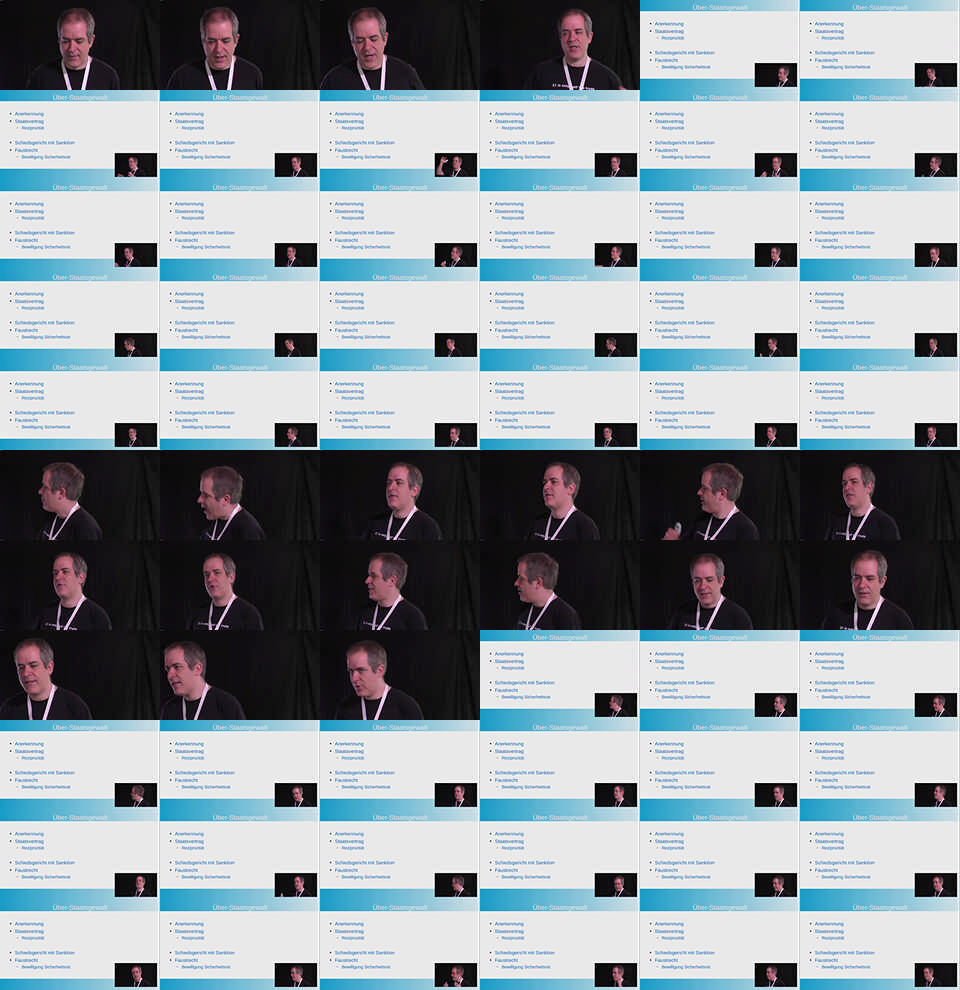 Über-Staatsgewalt
Anerkennung
Staatsvertrag
Reziprozität
Schiedsgericht mit Sanktion
Faustrecht
Bewilligung Sicherheitsrat